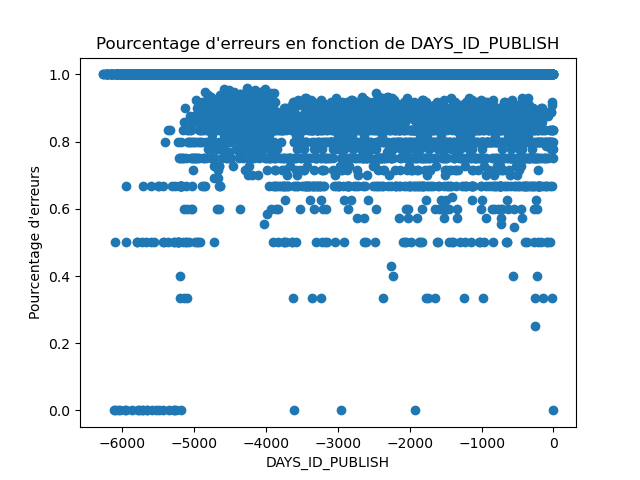 Pourcentage d'erreurs en fonction de DAYS_ID_PUBLISH
1.0
0.8
0.6
0.4
0.2
0.0
Pourcentage d'erreurs
−6000 −5000 −4000 −3000 −2000 −1000 0
DAYS_ID_PUBLISH